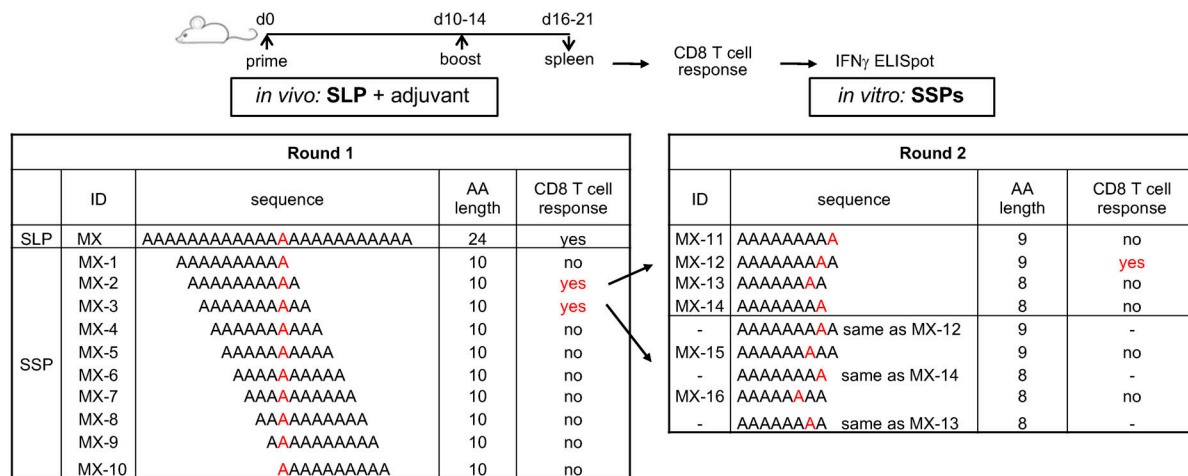 d0 d10-14 d16-21
prime boost spleen
CD8 T cell
response
IFNγ ELISpot
in vivo: SLP + adjuvant
in vitro: SSPs
Round 1
ID sequence AA length CD8 T cell response
SLP MX AAAAAAAAAAAAAAAAAAAAAAAA 24 yes
SSP
MX-1 AAAAAAAAAA 10 no
MX-2 AAAAAAAAAA 10 yes
MX-3 AAAAAAAAAA 10 yes
MX-4 AAAAAAAAAA 10 no
MX-5 AAAAAAAAAA 10 no
MX-6 AAAAAAAAAA 10 no
MX-7 AAAAAAAAAA 10 no
MX-8 AAAAAAAAAA 10 no
MX-9 AAAAAAAAAA 10 no
MX-10 AAAAAAAAAA 10 no
Round 2
ID sequence AA length CD8 T cell response
MX-11 AAAAAAAAA 9 no
MX-12 AAAAAAAAA 9 yes
MX-13 AAAAAAAA 8 no
MX-14 AAAAAAAA 8 no
- AAAAAAAAA same as MX-12 9 -
MX-15 AAAAAAAAA 9 no
- AAAAAAAA same as MX-14 8 -
MX-16 AAAAAAAA 8 no
- AAAAAAAA same as MX-13 8 -